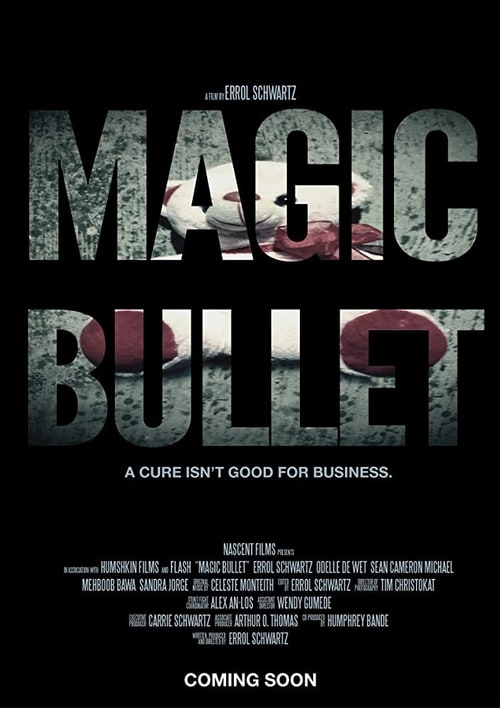 A FILM BY ERROL SCHWARTZ
MAGIC
BULLET
A CURE ISN'T GOOD FOR BUSINESS.
NASCENT FILMS PRESENTS
IN ASSOCIATION WITH HUMSHKIN FILMS AND FLASH "MAGIC BULLET" ERROL SCHWARTZ ODELLE DE WET SEAN CAMERON MICHAEL
MEHBOOB BAWA SANDRA JORGE ORIGINAL MUSIC BY CELESTE MONTEITH EDITED BY ERROL SCHWARTZ DIRECTOR OF PHOTOGRAPHY TIM CHRISTOKAT
STUNT/FIGHT COORDINATOR ALEX AN-LOS ASSISTANT DIRECTOR WENDY GUMEDE
EXECUTIVE PRODUCER CARRIE SCHWARTZ ASSOCIATE PRODUCER ARTHUR O. THOMAS CO-PRODUCED BY HUMPHREY BANDE
WRITTEN, PRODUCED AND DIRECTED BY ERROL SCHWARTZ
COMING SOON